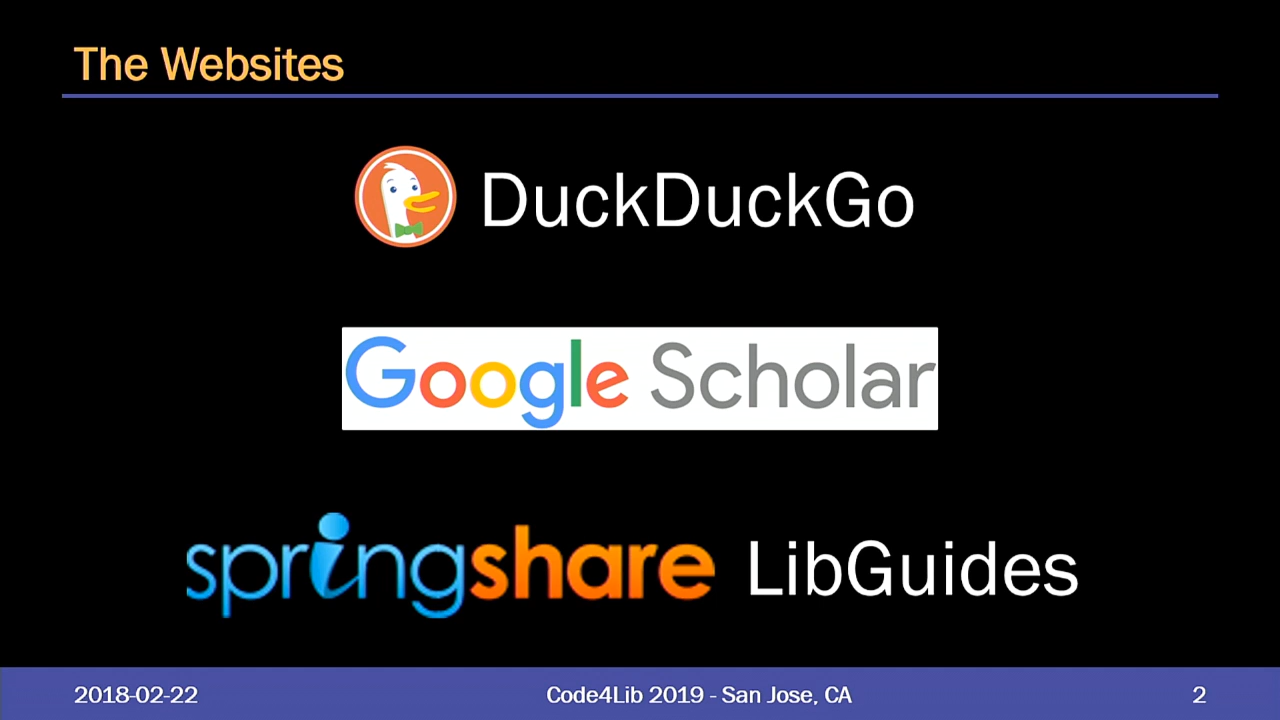 The Websites
DuckDuckGo
Google Scholar
springshare LibGuides
2018-02-22 Code4Lib 2019 - San Jose, CA 2